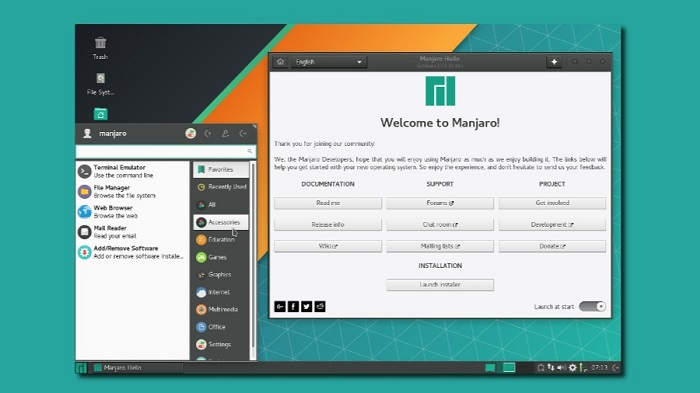 Trash
File Syst...
manjaro
Terminal Emulator
Use the command line
File Manager
Browse the file system
Web Browser
Browse the web
Mail Reader
Read your email.
Add/Remove Software
Add or remove software installe...
Favorites
Recently Used
All
Accessories
Education
Games
Graphics
Internet
Multimedia
Office
Settings
English
Manjaro Hello
Welcome to Manjaro!
Thank you for joining our community!
We, the Manjaro Developers, hope that you will enjoy using Manjaro as much as we enjoy building it. The links below
will help you get started with your new operating system. So enjoy the experience, and don't hesitate to send us your feedback.
DOCUMENTATION
SUPPORT
PROJECT
Read me
Forums
Get involved
Release info
Chat room
Development
Wiki
Mailing lists
Donate
INSTALLATION
Launch installer
G+
Launch at start
Manjaro Hello
07:13